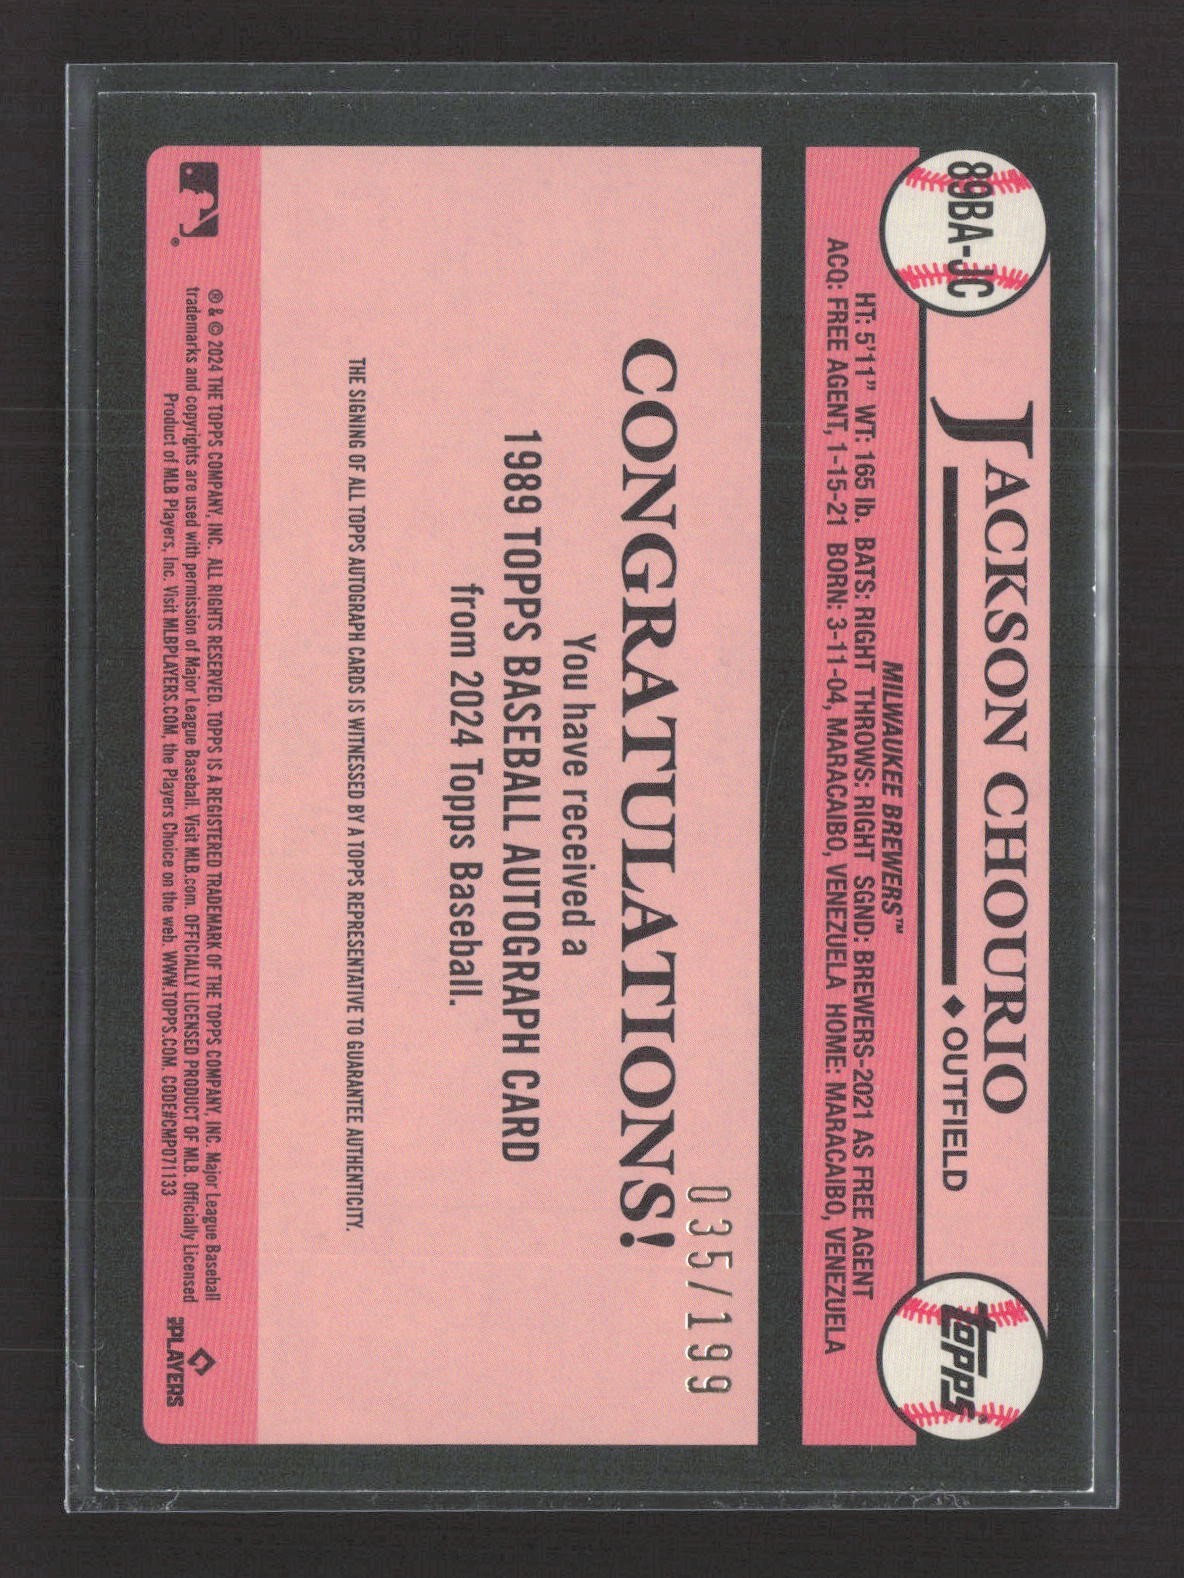 89BA-JC
JACKSON CHOURIO
OUTFIELD
topps®
MILWAUKEE BREWERS™
HT: 5'11" WT: 165 lb. BATS: RIGHT THROWS: RIGHT SGND: BREWERS-2021 AS FREE AGENT
ACQ: FREE AGENT, 1-15-21 BORN: 3-11-04, MARACAIBO, VENEZUELA HOME: MARACAIBO, VENEZUELA
035/199
CONGRATULATIONS!
You have received a
1989 TOPPS BASEBALL AUTOGRAPH CARD
from 2024 Topps Baseball.
THE SIGNING OF ALL TOPPS AUTOGRAPH CARDS IS WITNESSED BY A TOPPS REPRESENTATIVE TO GUARANTEE AUTHENTICITY.
® & © 2024 THE TOPPS COMPANY, INC. ALL RIGHTS RESERVED. TOPPS IS A REGISTERED TRADEMARK OF THE TOPPS COMPANY, INC. Major League Baseball
trademarks and copyrights are used with permission of Major League Baseball. Visit MLB.com. OFFICIALLY LICENSED PRODUCT OF MLB. Officially Licensed
Product of MLB Players, Inc. Visit MLBPLAYERS.COM, the Players Choice on the web. WWW.TOPPS.COM CODE#CMP071133
®
MLB PLAYERS